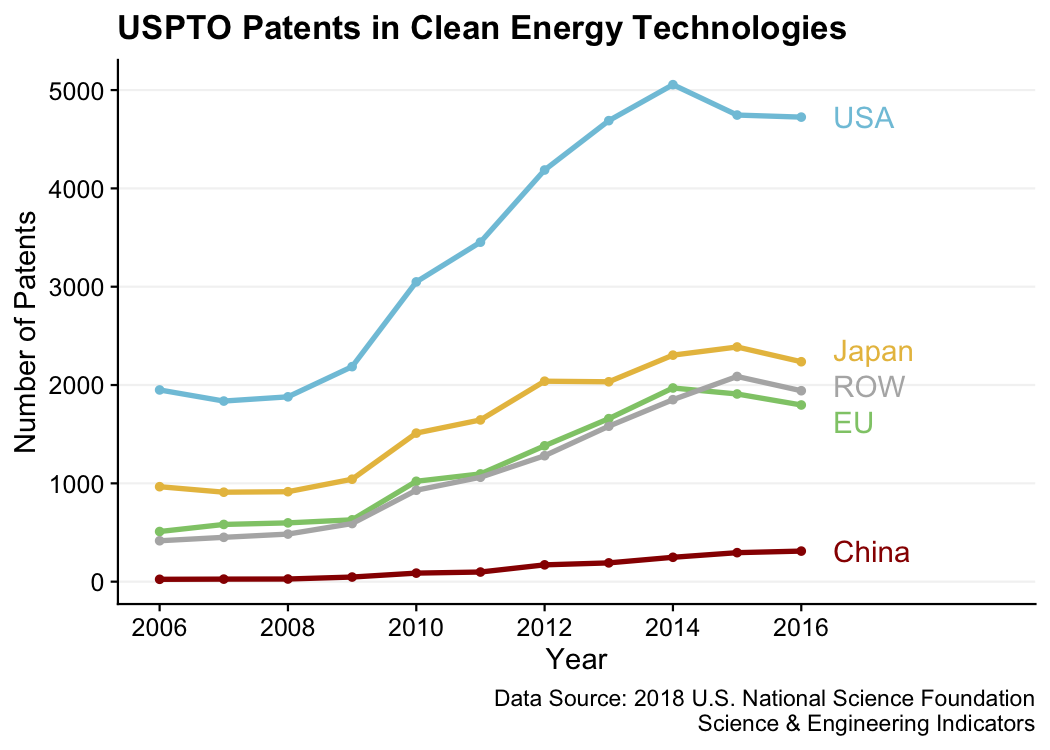 USPTO Patents in Clean Energy Technologies
Number of Patents
5000
4000
3000
2000
1000
0
USA
Japan
ROW
EU
China
2006 2008 2010 2012 2014 2016
Year
Data Source: 2018 U.S. National Science Foundation
Science & Engineering Indicators